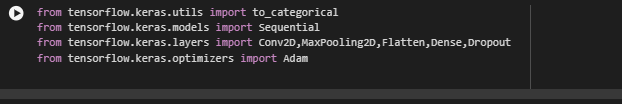 from tensorflow.keras.utils import to_categorical
from tensorflow.keras.models import Sequential
from tensorflow.keras.layers import Conv2D,MaxPooling2D,Flatten,Dense,Dropout
from tensorflow.keras.optimizers import Adam